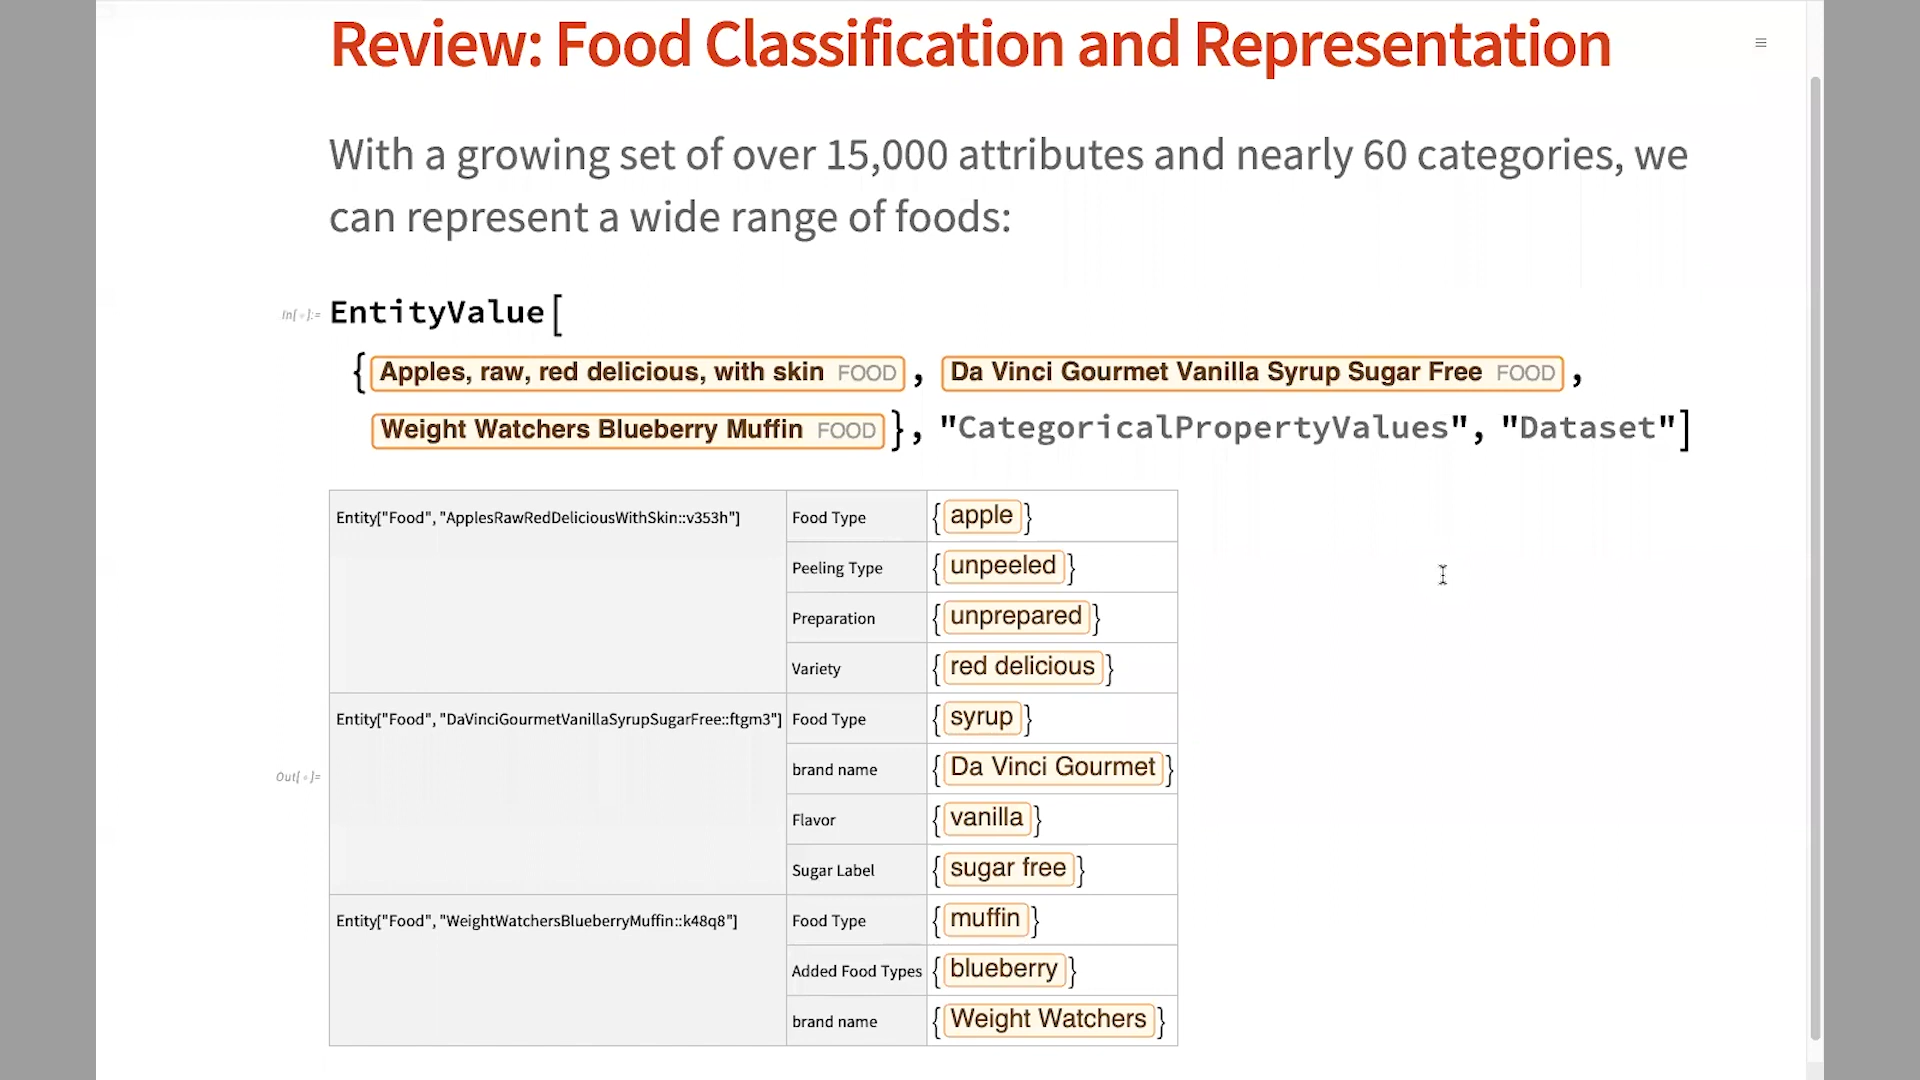 Review: Food Classification and Representation
With a growing set of over 15,000 attributes and nearly 60 categories, we
can represent a wide range of foods:
In[ ]:= EntityValue[
{ Apples, raw, red delicious, with skin FOOD , Da Vinci Gourmet Vanilla Syrup Sugar Free FOOD ,
Weight Watchers Blueberry Muffin FOOD }, "CategoricalPropertyValues", "Dataset"]
Entity["Food", "ApplesRawRedDeliciousWithSkin::v353h"] Food Type { apple }
Peeling Type { unpeeled }
Preparation { unprepared }
Variety { red delicious }
Entity["Food", "DaVinciGourmetVanillaSyrupSugarFree::ftgm3"] Food Type { syrup }
Out[ ]= brand name { Da Vinci Gourmet }
Flavor { vanilla }
Sugar Label { sugar free }
Entity["Food", "WeightWatchersBlueberryMuffin::k48q8"] Food Type { muffin }
Added Food Types { blueberry }
brand name { Weight Watchers }